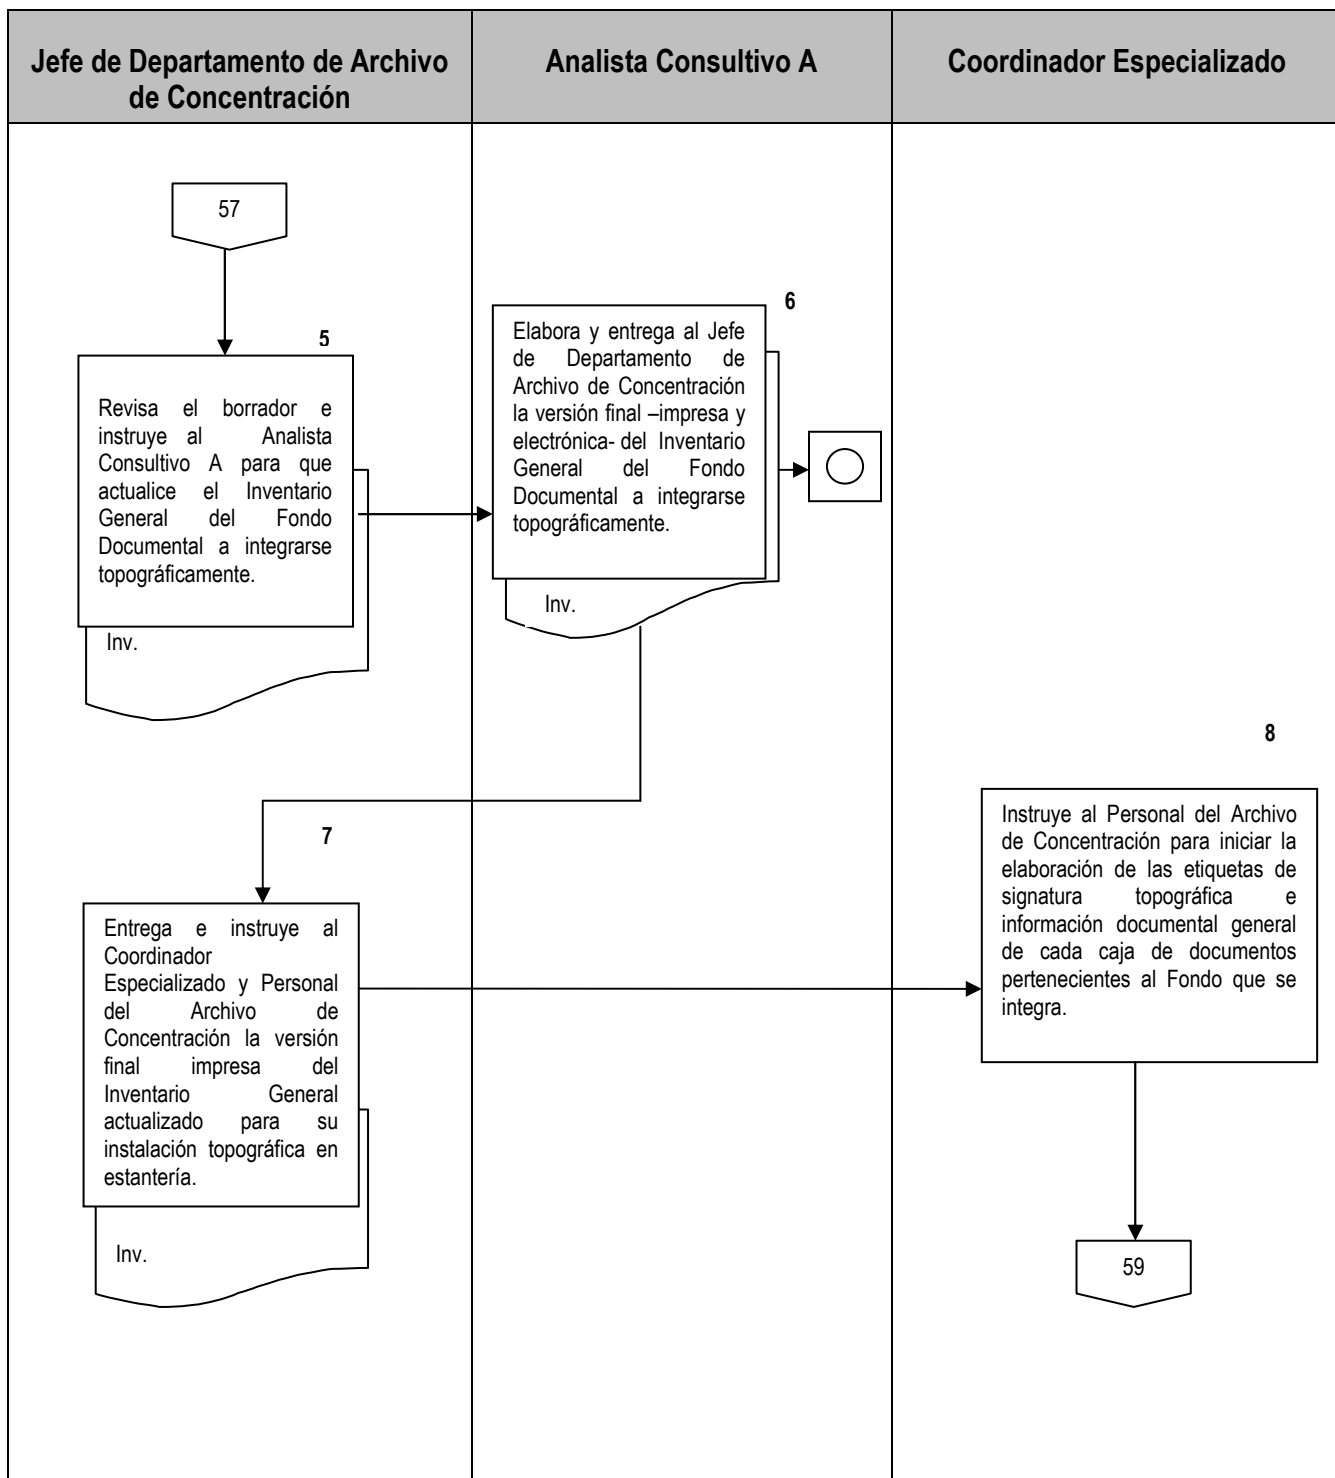 Jefe de Departamento de Archivo
de Concentración
Analista Consultivo A
Coordinador Especializado
57
5
Revisa el borrador e
instruye al Analista
Consultivo A para que
actualice el Inventario
General del Fondo
Documental a integrarse
topográficamente.
Inv.
6
Elabora y entrega al Jefe
de Departamento de
Archivo de Concentración
la versión final –impresa y
electrónica- del Inventario
General del Fondo
Documental a integrarse
topográficamente.
Inv.
7
Entrega e instruye al
Coordinador
Especializado y Personal
del Archivo de
Concentración la versión
final impresa del
Inventario General
actualizado para su
instalación topográfica en
estantería.
Inv.
8
Instruye al Personal del Archivo
de Concentración para iniciar la
elaboración de las etiquetas de
signatura topográfica e
información documental general
de cada caja de documentos
pertenecientes al Fondo que se
integra.
59